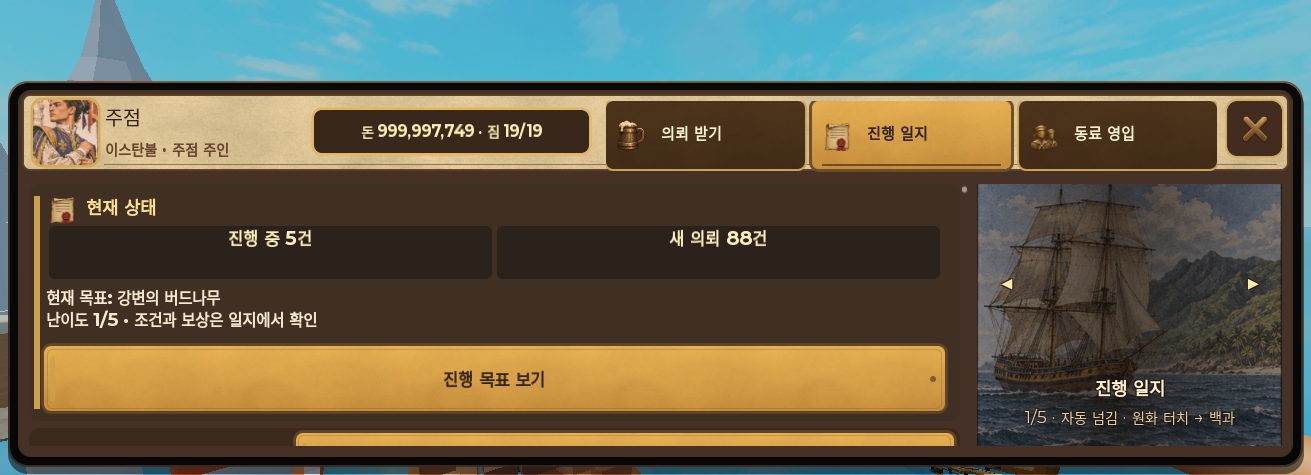 주점
이스탄불 · 주점 주인
돈 999,997,749 · 짐 19/19
의뢰 받기
진행 일지
동료 영입
현재 상태
진행 중 5건
새 의뢰 88건
현재 목표: 강변의 버드나무
난이도 1/5 · 조건과 보상은 일지에서 확인
진행 목표 보기
진행 일지
1/5 · 자동 넘김 · 원화 터치 → 백과